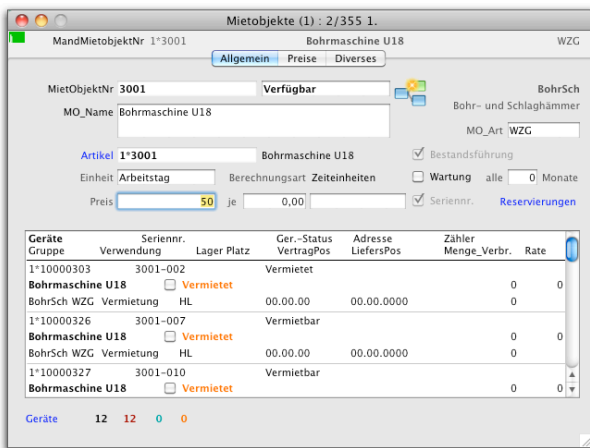 Mietobjekte (1) : 2/355 1.
MandMietobjektNr 1*3001 Bohrmaschine U18 WZG
Allgemein Preise Diverses
MietObjektNr 3001 Verfügbar BohrSch
Bohr- und Schlaghämmer
MO_Name Bohrmaschine U18
MO_Art WZG
Artikel 1*3001 Bohrmaschine U18 Bestandsführung
Einheit Arbeitstag Berechnungsart Zeiteinheiten Wartung alle 0 Monate
Preis 50 je 0,00 Seriennr. Reservierungen
Geräte Seriennr. Ger.-Status Adresse Zähler
Gruppe Verwendung Lager Platz VertragPos LiefersPos Menge_Verbr. Rate
1*10000303 3001-002 Vermietet
Bohrmaschine U18 Vermietet 0 0
BohrSch WZG Vermietung HL 00.00.00 00.00.0000 0
1*10000326 3001-007 Vermietbar
Bohrmaschine U18 Vermietet 0 0
BohrSch WZG Vermietung HL 00.00.00 00.00.0000 0
1*10000327 3001-010 Vermietbar
Bohrmaschine U18 Vermietet 0 0
Geräte 12 12 0 0